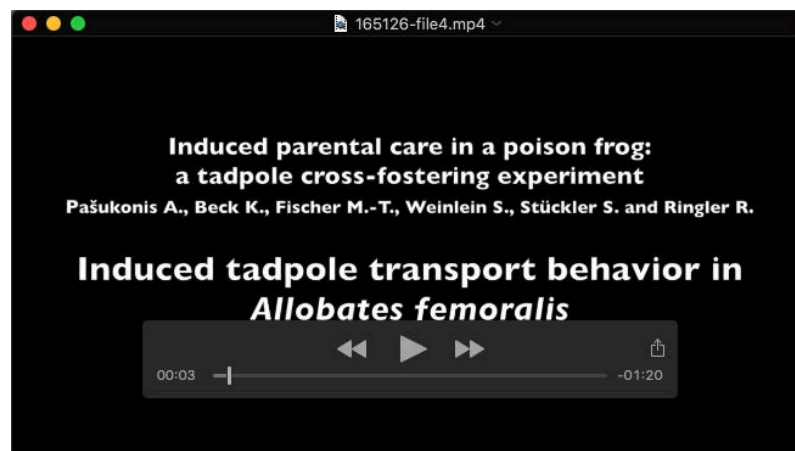 165126-file4.mp4
Induced parental care in a poison frog:
a tadpole cross-fostering experiment
Pašukonis A., Beck K., Fischer M.-T., Weinlein S., Stückler S. and Ringler R.
Induced tadpole transport behavior in
Allobates femoralis
00:03
-01:20